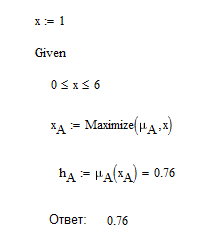 x := 1
Given
0 ≤ x ≤ 6
x_A := Maximize(μ_A, x)
h_A := μ_A(x_A) = 0.76
Ответ: 0.76